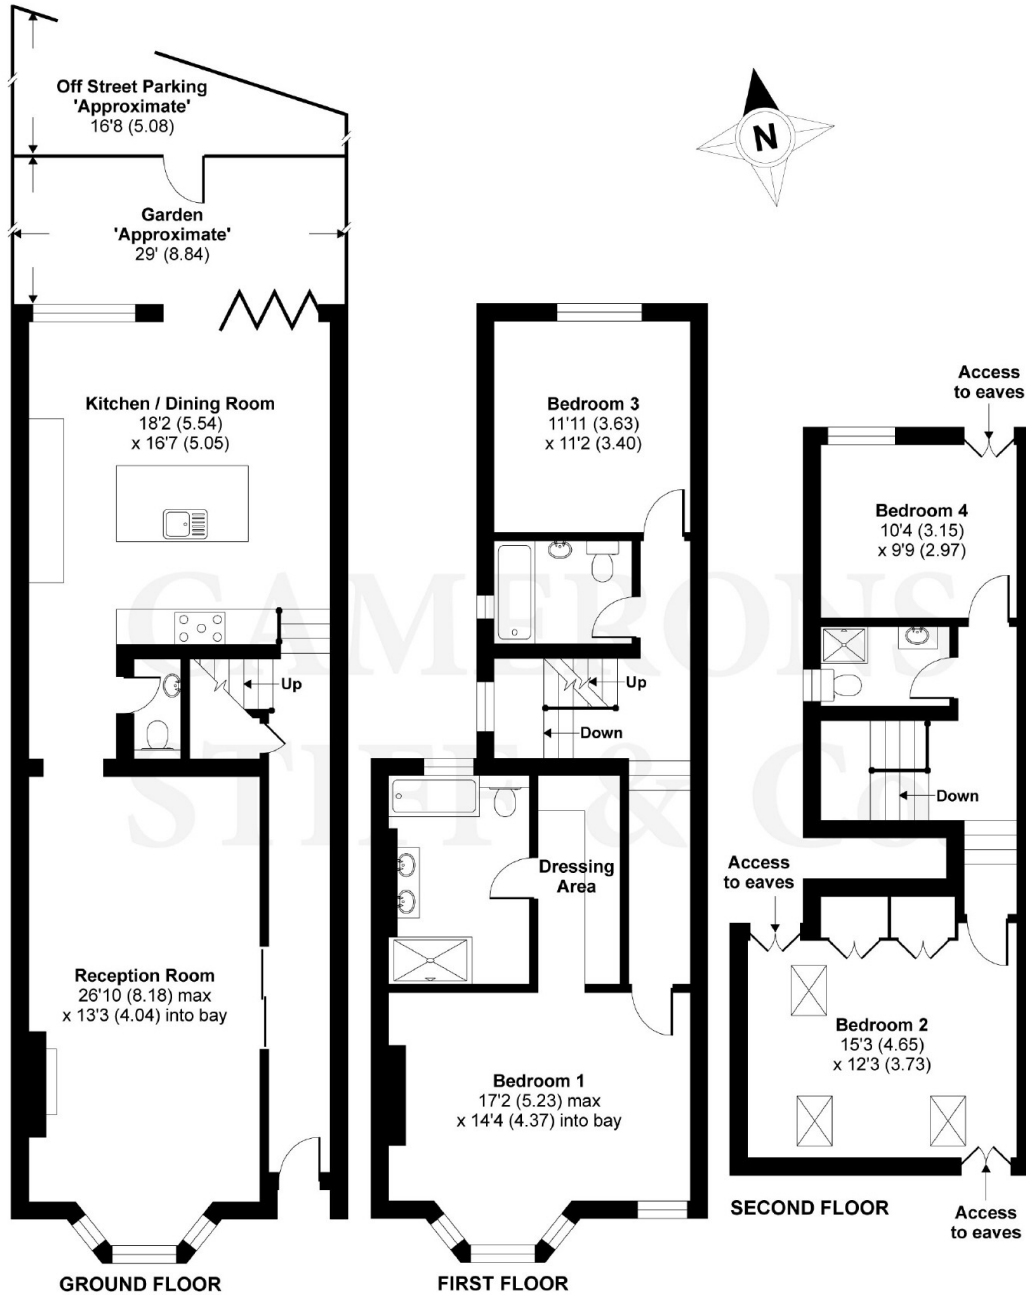 Off Street Parking
'Approximate'
16'8 (5.08)
Garden
'Approximate'
29' (8.84)
N
Kitchen / Dining Room
18'2 (5.54)
x 16'7 (5.05)
Up
Reception Room
26'10 (8.18) max
x 13'3 (4.04) into bay
GROUND FLOOR
Bedroom 3
11'11 (3.63)
x 11'2 (3.40)
Up
Down
Dressing
Area
Bedroom 1
17'2 (5.23) max
x 14'4 (4.37) into bay
FIRST FLOOR
Access
to eaves
Bedroom 4
10'4 (3.15)
x 9'9 (2.97)
Down
Access
to eaves
Bedroom 2
15'3 (4.65)
x 12'3 (3.73)
SECOND FLOOR
Access
to eaves
CAMERONS
STIFF & Co